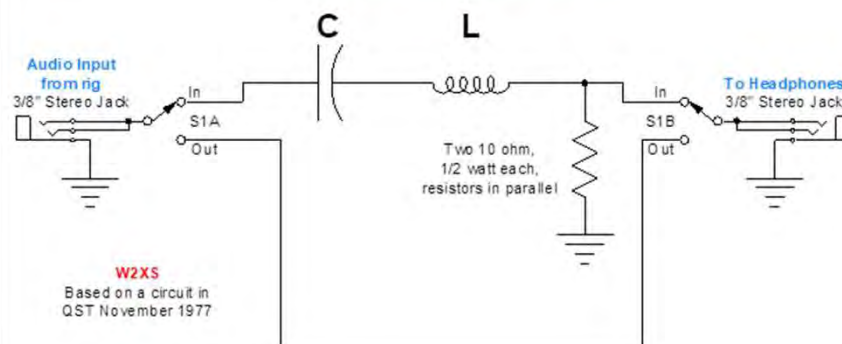 C
L
Audio Input
from rig
3/8" Stereo Jack
In
S1A
Out
Two 10 ohm,
1/2 watt each,
resistors in parallel
In
S1B
Out
To Headphones
3/8" Stereo Jack
W2XS
Based on a circuit in
QST November 1977